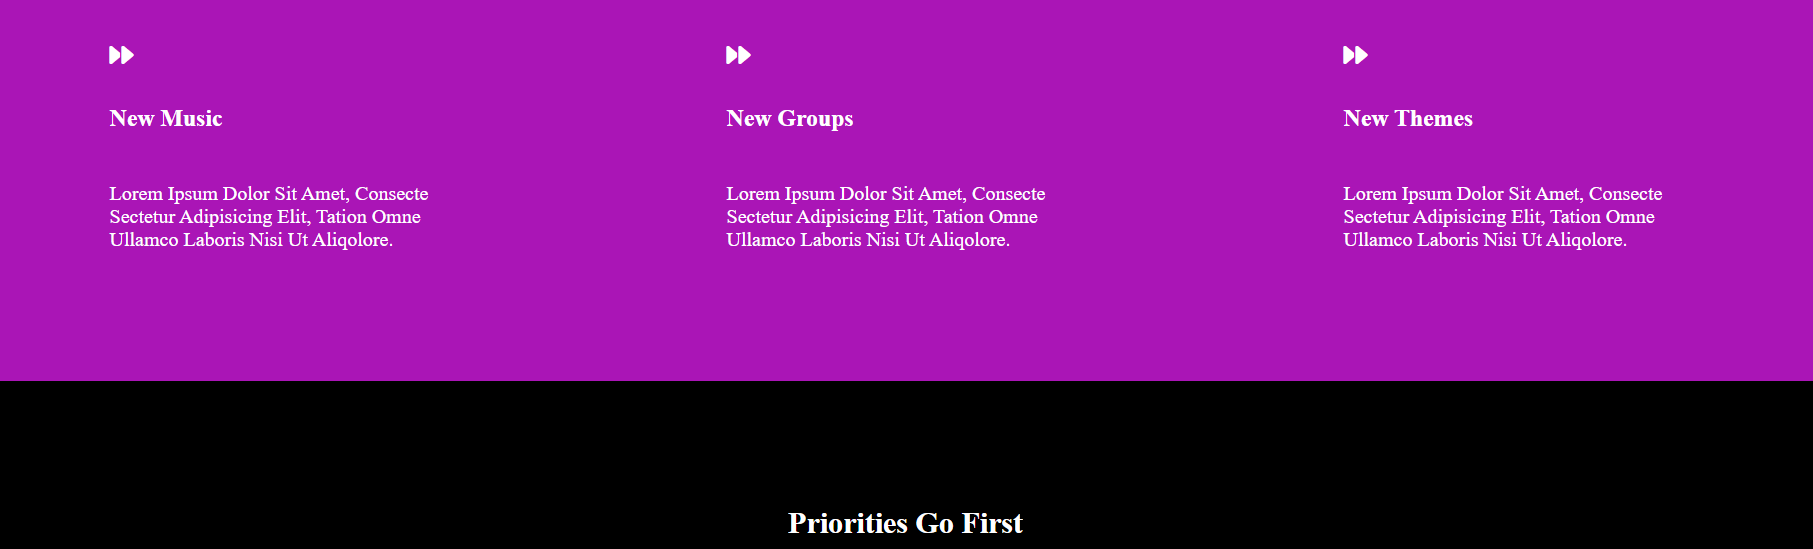 New Music
Lorem Ipsum Dolor Sit Amet, Consecte
Sectetur Adipisicing Elit, Tation Omne
Ullamco Laboris Nisi Ut Aliqolore.
New Groups
Lorem Ipsum Dolor Sit Amet, Consecte
Sectetur Adipisicing Elit, Tation Omne
Ullamco Laboris Nisi Ut Aliqolore.
New Themes
Lorem Ipsum Dolor Sit Amet, Consecte
Sectetur Adipisicing Elit, Tation Omne
Ullamco Laboris Nisi Ut Aliqolore.
Priorities Go First